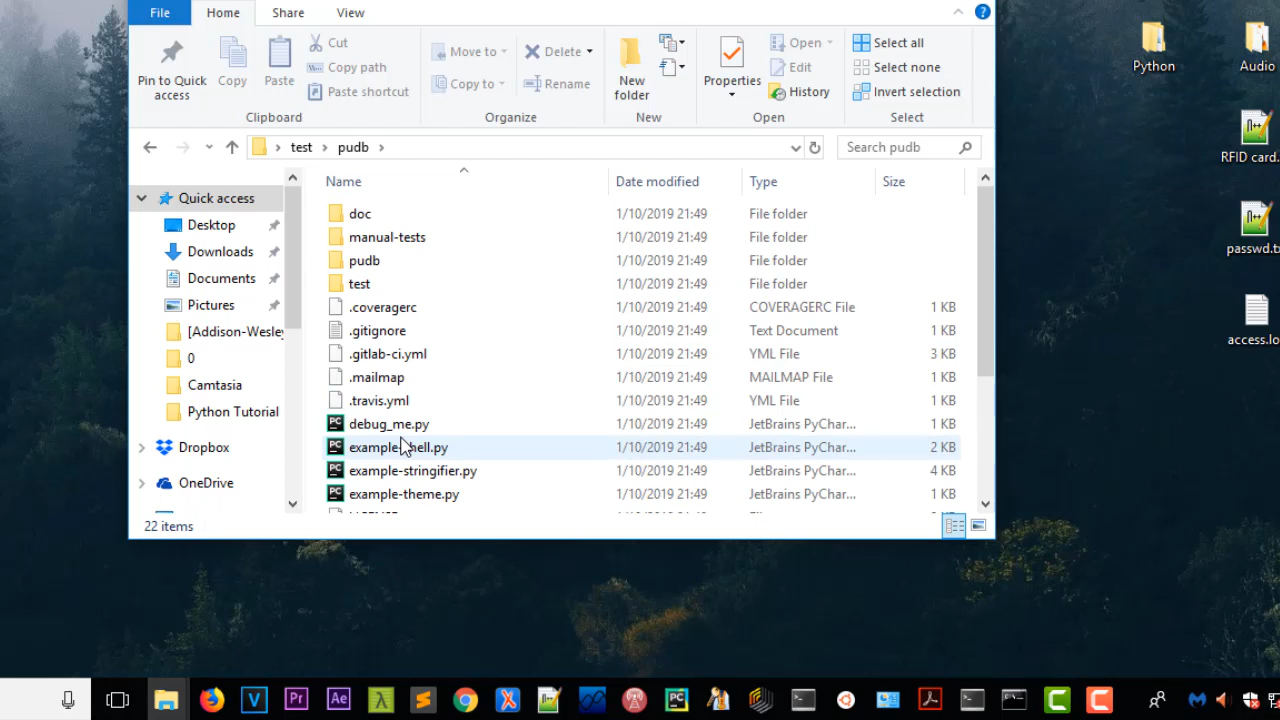 File Home Share View
Pin to Quick access
Copy
Paste
Cut
Copy path
Paste shortcut
Clipboard
Move to
Copy to
Delete
Rename
Organize
New folder
New
Properties
Open
Edit
History
Open
Select all
Select none
Invert selection
Select
test > pudb >
Search pudb
Name Date modified Type Size
Quick access
Desktop
Downloads
Documents
Pictures
[Addison-Wesley
0
Camtasia
Python Tutorial
Dropbox
OneDrive
doc 1/10/2019 21:49 File folder
manual-tests 1/10/2019 21:49 File folder
pudb 1/10/2019 21:49 File folder
test 1/10/2019 21:49 File folder
.coveragerc 1/10/2019 21:49 COVERAGERC File 1 KB
.gitignore 1/10/2019 21:49 Text Document 1 KB
.gitlab-ci.yml 1/10/2019 21:49 YML File 3 KB
.mailmap 1/10/2019 21:49 MAILMAP File 1 KB
.travis.yml 1/10/2019 21:49 YML File 1 KB
debug_me.py 1/10/2019 21:49 JetBrains PyChar... 1 KB
example-shell.py 1/10/2019 21:49 JetBrains PyChar... 2 KB
example-stringifier.py 1/10/2019 21:49 JetBrains PyChar... 4 KB
example-theme.py 1/10/2019 21:49 JetBrains PyChar... 1 KB
22 items
Python
Audio
RFID card.
passwd.tx
access.lo